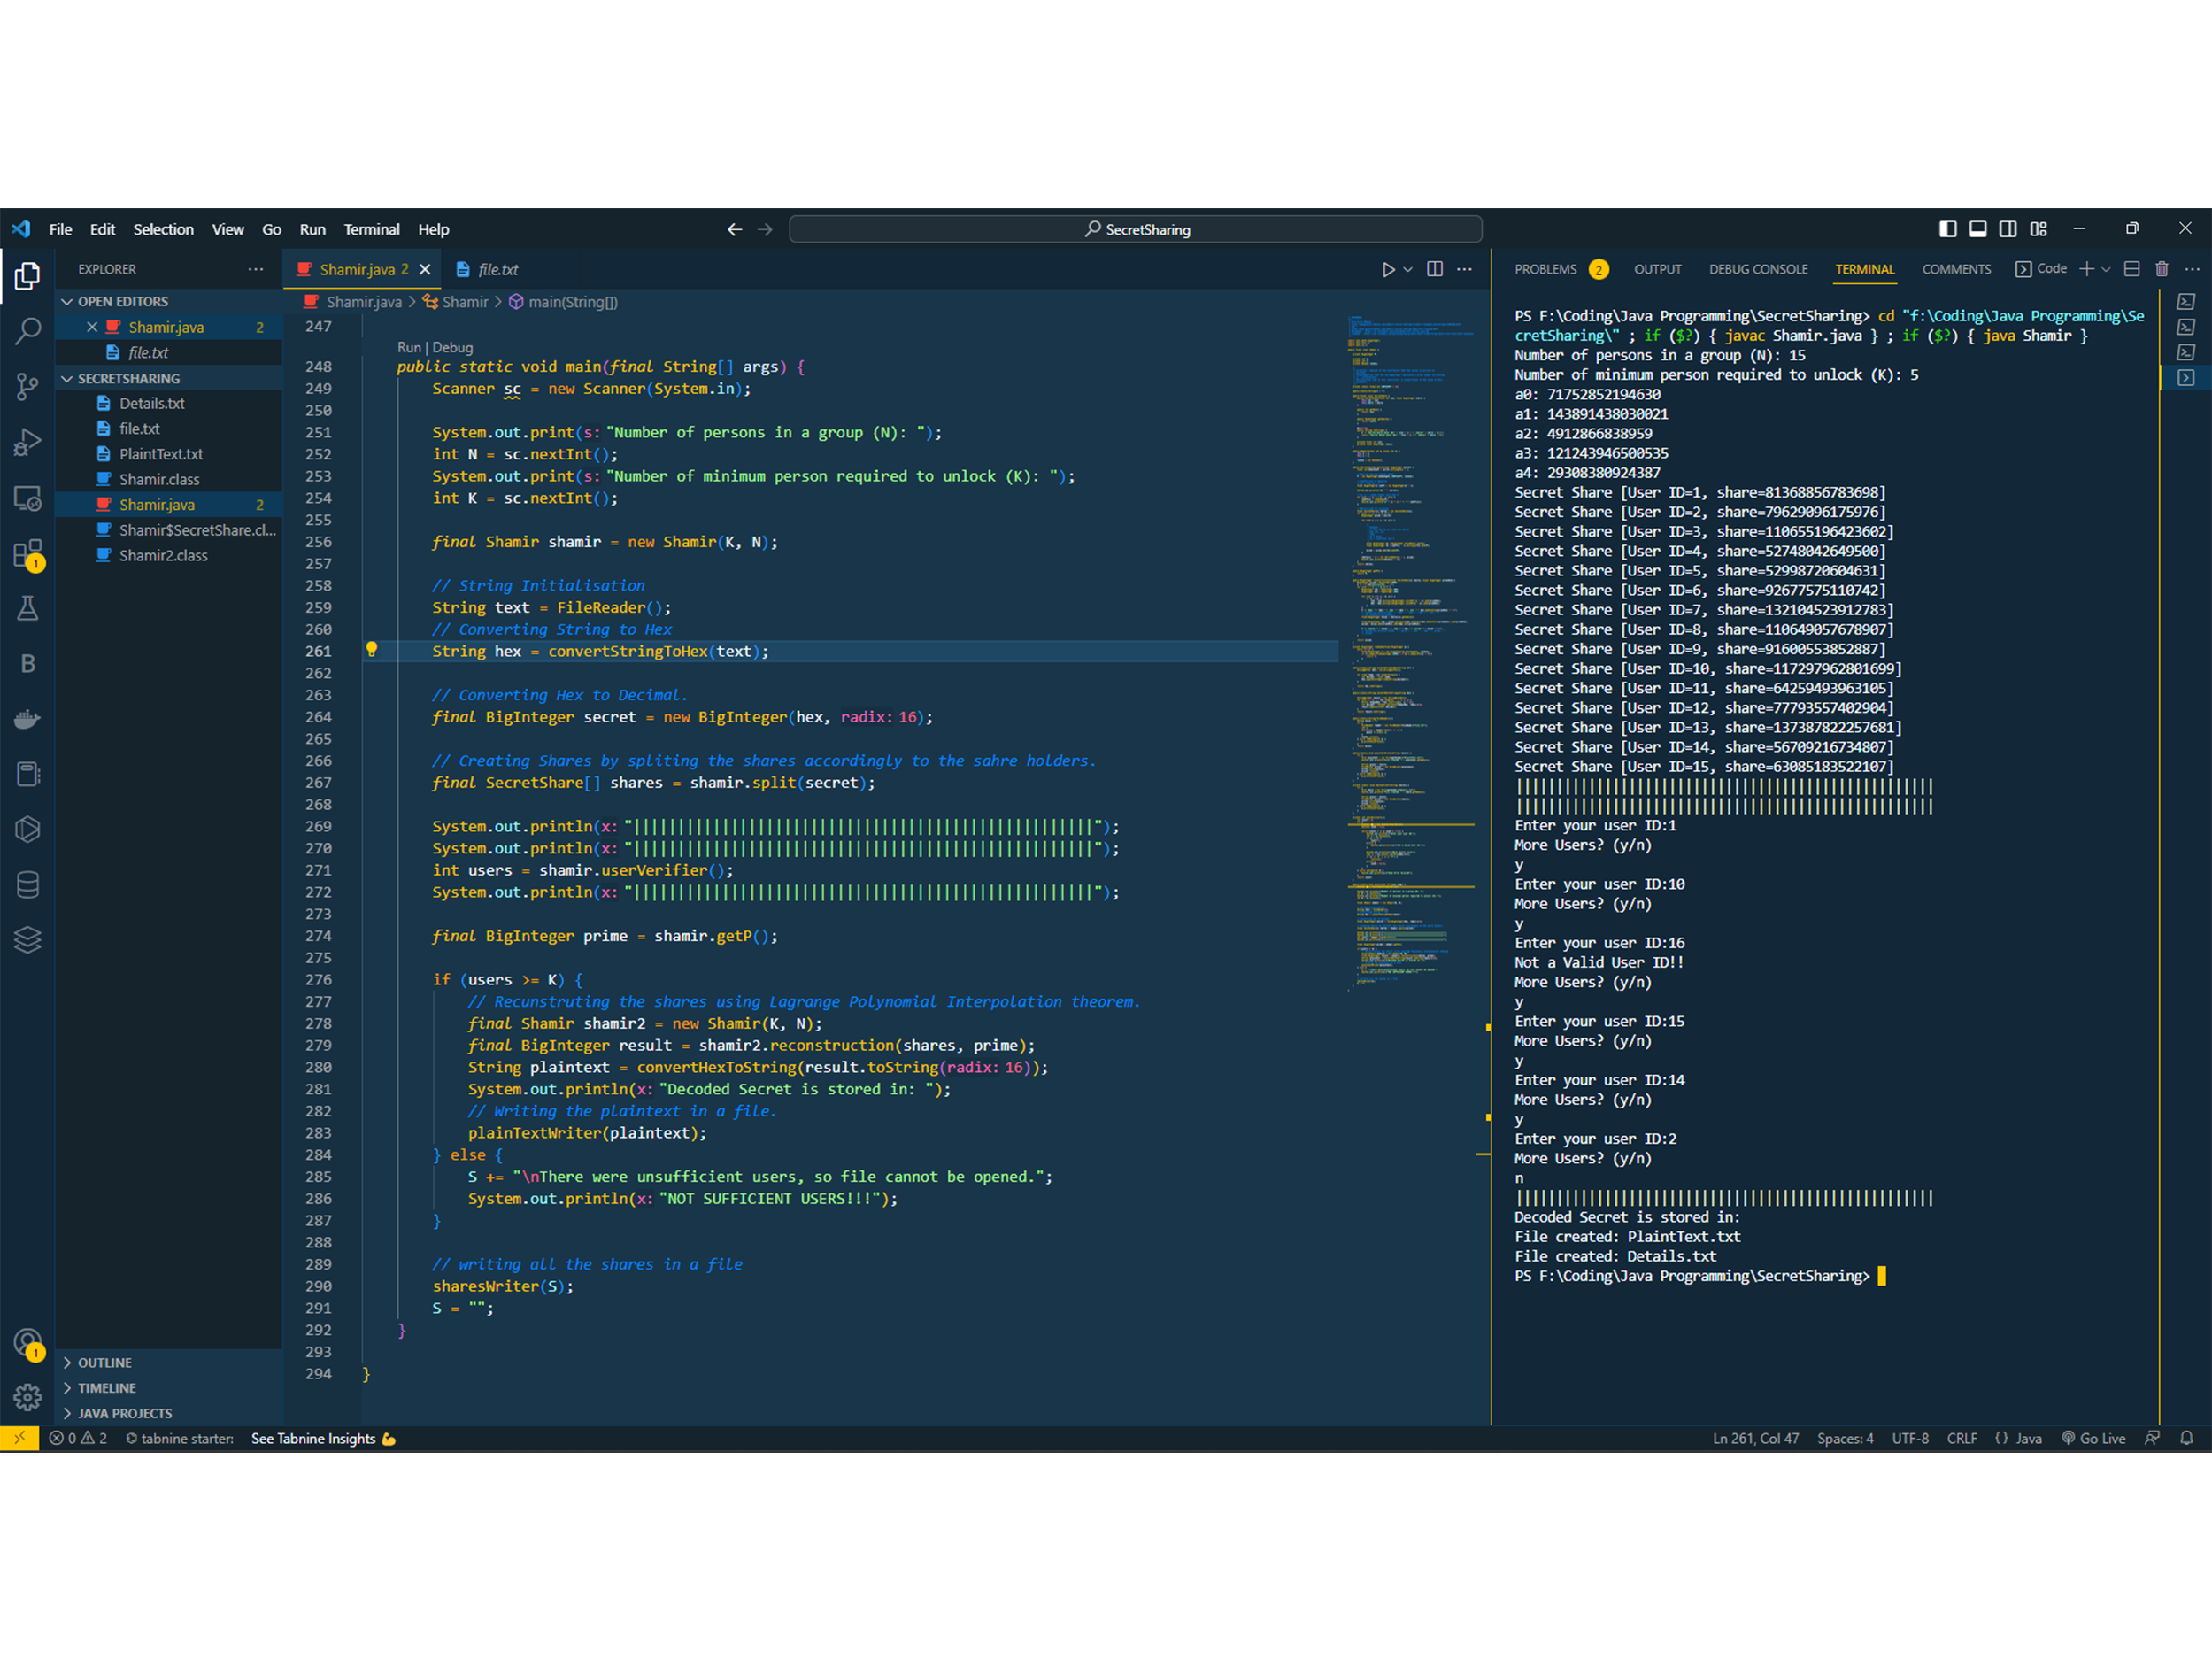 File Edit Selection View Go Run Terminal Help SecretSharing
EXPLORER
OPEN EDITORS
Shamir.java 2
file.txt
SECRETSHARING
Details.txt
file.txt
PlaintText.txt
Shamir.class
Shamir.java 2
Shamir$SecretShare.cl...
Shamir2.class
OUTLINE
TIMELINE
JAVA PROJECTS
Shamir.java 2 file.txt
Shamir.java > Shamir > main(String[])
247
Run | Debug
248 public static void main(final String[] args) {
249 Scanner sc = new Scanner(System.in);
250
251 System.out.print(s: "Number of persons in a group (N): ");
252 int N = sc.nextInt();
253 System.out.print(s: "Number of minimum person required to unlock (K): ");
254 int K = sc.nextInt();
255
256 final Shamir shamir = new Shamir(K, N);
257
258 // String Initialisation
259 String text = FileReader();
260 // Converting String to Hex
261 String hex = convertStringToHex(text);
262
263 // Converting Hex to Decimal.
264 final BigInteger secret = new BigInteger(hex, radix: 16);
265
266 // Creating Shares by spliting the shares accordingly to the sahre holders.
267 final SecretShare[] shares = shamir.split(secret);
268
269 System.out.println(x: "|||||||||||||||||||||||||||||||||||||||||||||||||||");
270 System.out.println(x: "|||||||||||||||||||||||||||||||||||||||||||||||||||");
271 int users = shamir.userVerifier();
272 System.out.println(x: "|||||||||||||||||||||||||||||||||||||||||||||||||||");
273
274 final BigInteger prime = shamir.getP();
275
276 if (users >= K) {
277 // Recunstruting the shares using Lagrange Polynomial Interpolation theorem.
278 final Shamir shamir2 = new Shamir(K, N);
279 final BigInteger result = shamir2.reconstruction(shares, prime);
280 String plaintext = convertHexToString(result.toString(radix: 16));
281 System.out.println(x: "Decoded Secret is stored in: ");
282 // Writing the plaintext in a file.
283 plainTextWriter(plaintext);
284 } else {
285 S += "\nThere were unsufficient users, so file cannot be opened.";
286 System.out.println(x: "NOT SUFFICIENT USERS!!!");
287 }
288
289 // writing all the shares in a file
290 sharesWriter(S);
291 S = "";
292 }
293
294 }
PROBLEMS 2 OUTPUT DEBUG CONSOLE TERMINAL COMMENTS Code
PS F:\Coding\Java Programming\SecretSharing> cd "f:\Coding\Java Programming\Se
cretSharing\" ; if ($?) { javac Shamir.java } ; if ($?) { java Shamir }
Number of persons in a group (N): 15
Number of minimum person required to unlock (K): 5
a0: 71752852194630
a1: 143891438030021
a2: 4912866838959
a3: 121243946500535
a4: 29308380924387
Secret Share [User ID=1, share=81368856783698]
Secret Share [User ID=2, share=79629096175976]
Secret Share [User ID=3, share=110655196423602]
Secret Share [User ID=4, share=52748042649500]
Secret Share [User ID=5, share=52998720604631]
Secret Share [User ID=6, share=92677575110742]
Secret Share [User ID=7, share=132104523912783]
Secret Share [User ID=8, share=110649057678907]
Secret Share [User ID=9, share=91600553852887]
Secret Share [User ID=10, share=117297962801699]
Secret Share [User ID=11, share=64259493963105]
Secret Share [User ID=12, share=77793557402904]
Secret Share [User ID=13, share=137387822257681]
Secret Share [User ID=14, share=56709216734807]
Secret Share [User ID=15, share=63085183522107]
|||||||||||||||||||||||||||||||||||||||||||||||||||
|||||||||||||||||||||||||||||||||||||||||||||||||||
Enter your user ID:1
More Users? (y/n)
y
Enter your user ID:10
More Users? (y/n)
y
Enter your user ID:16
Not a Valid User ID!!
More Users? (y/n)
y
Enter your user ID:15
More Users? (y/n)
y
Enter your user ID:14
More Users? (y/n)
y
Enter your user ID:2
More Users? (y/n)
n
|||||||||||||||||||||||||||||||||||||||||||||||||||
Decoded Secret is stored in:
File created: PlaintText.txt
File created: Details.txt
PS F:\Coding\Java Programming\SecretSharing>
0 2 tabnine starter: See Tabnine Insights Ln 261, Col 47 Spaces: 4 UTF-8 CRLF {} Java Go Live